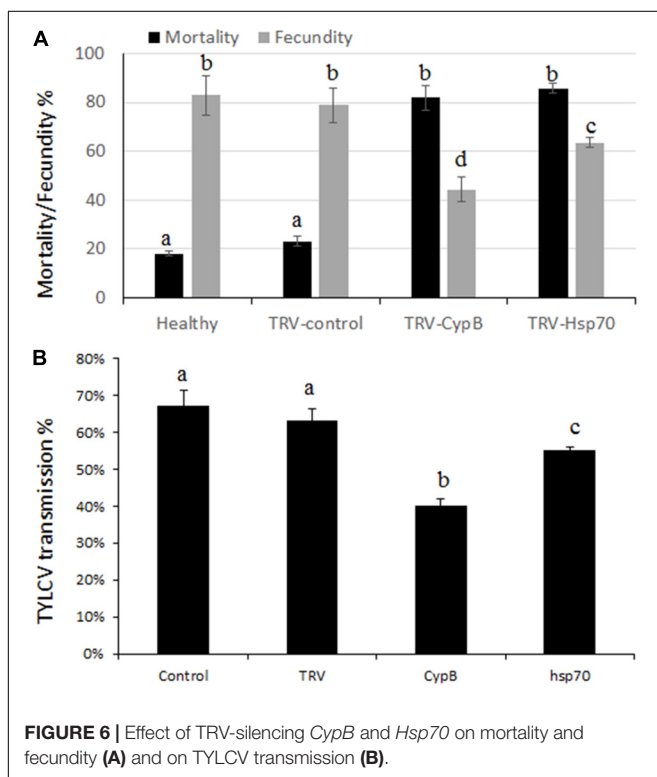 A
Mortality Fecundity
100
80
60
40
20
0
Mortality/Fecundity %
a b a b b d b c
Healthy TRV-control TRV-CypB TRV-Hsp70
B
80%
70%
60%
50%
40%
30%
20%
10%
0%
TYLCV transmission %
a a b c
Control TRV CypB hsp70
FIGURE 6 | Effect of TRV-silencing CypB and Hsp70 on mortality and
fecundity (A) and on TYLCV transmission (B).